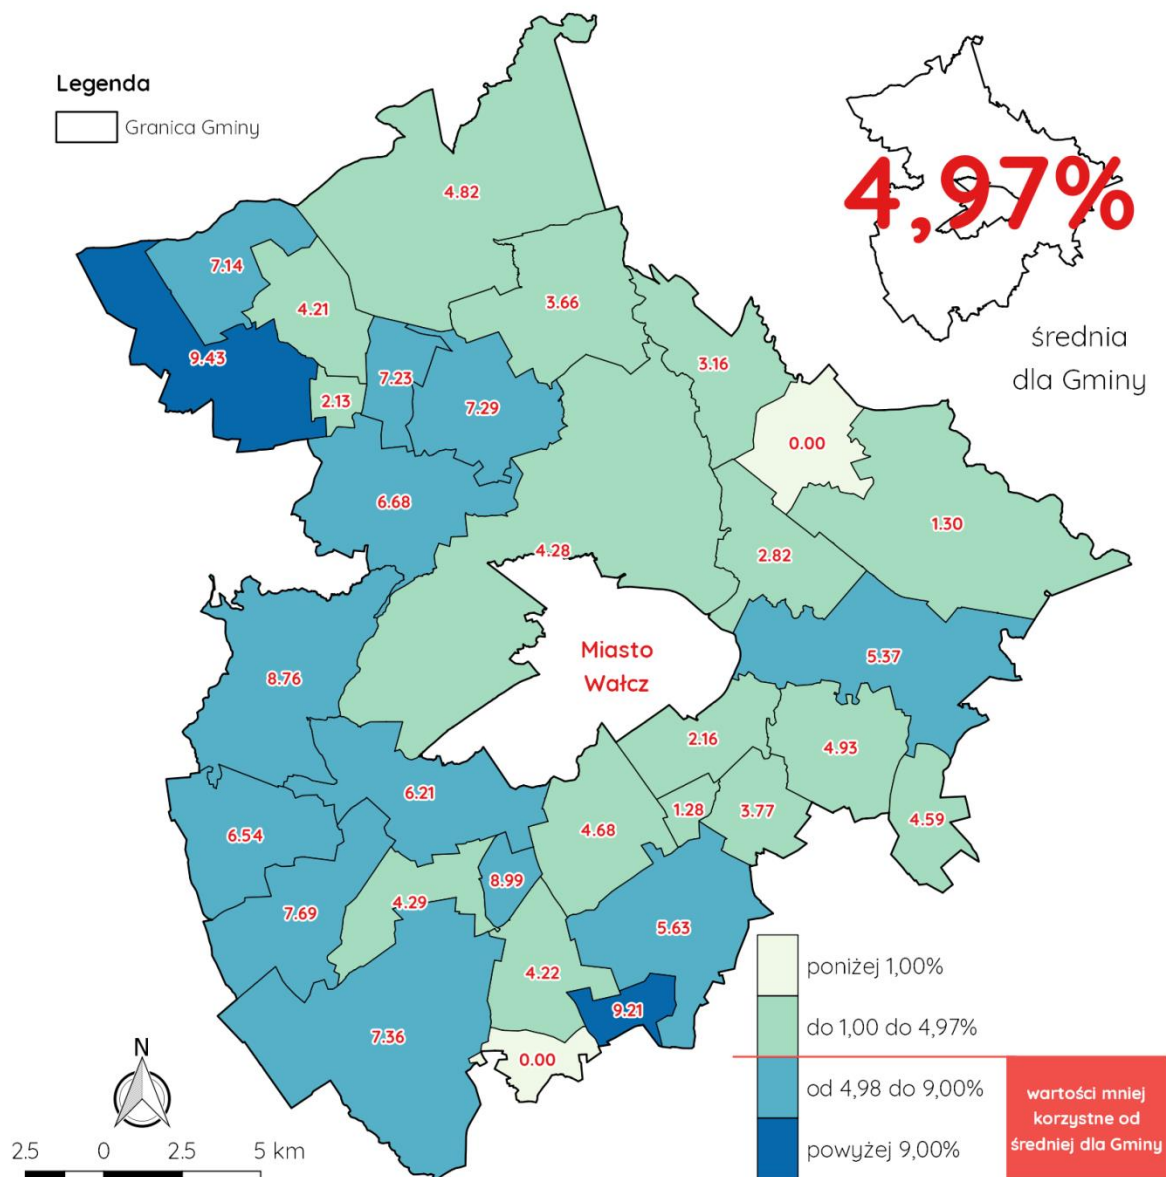 Legenda
Granica Gminy
4,97%
średnia
dla Gminy
4.82
7.14
4.21
3.66
9.43
3.16
2.13
7.23
7.29
0.00
6.68
1.30
4.28
2.82
Miasto
Wałcz
5.37
8.76
2.16
4.93
6.21
1.28
3.77
4.59
6.54
4.68
8.99
7.69
4.29
5.63
4.22
9.21
7.36
0.00
poniżej 1,00%
do 1,00 do 4,97%
od 4,98 do 9,00%
powyżej 9,00%
wartości mniej
korzystne od
średniej dla Gminy
N
2.5 0 2.5 5 km